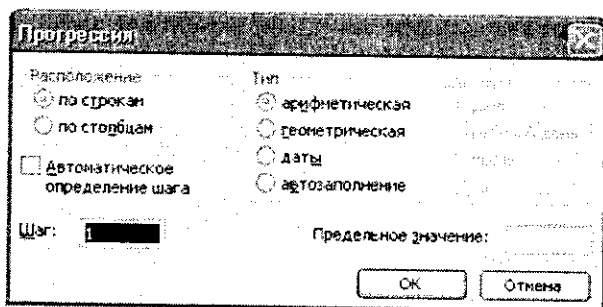 Прогрессия
Расположение
по строкам
по столбцам
Автоматическое
определение шага
Тип
арифметическая
геометрическая
даты
автозаполнение
Шаг: 1
Предельное значение:
ОК
Отмена